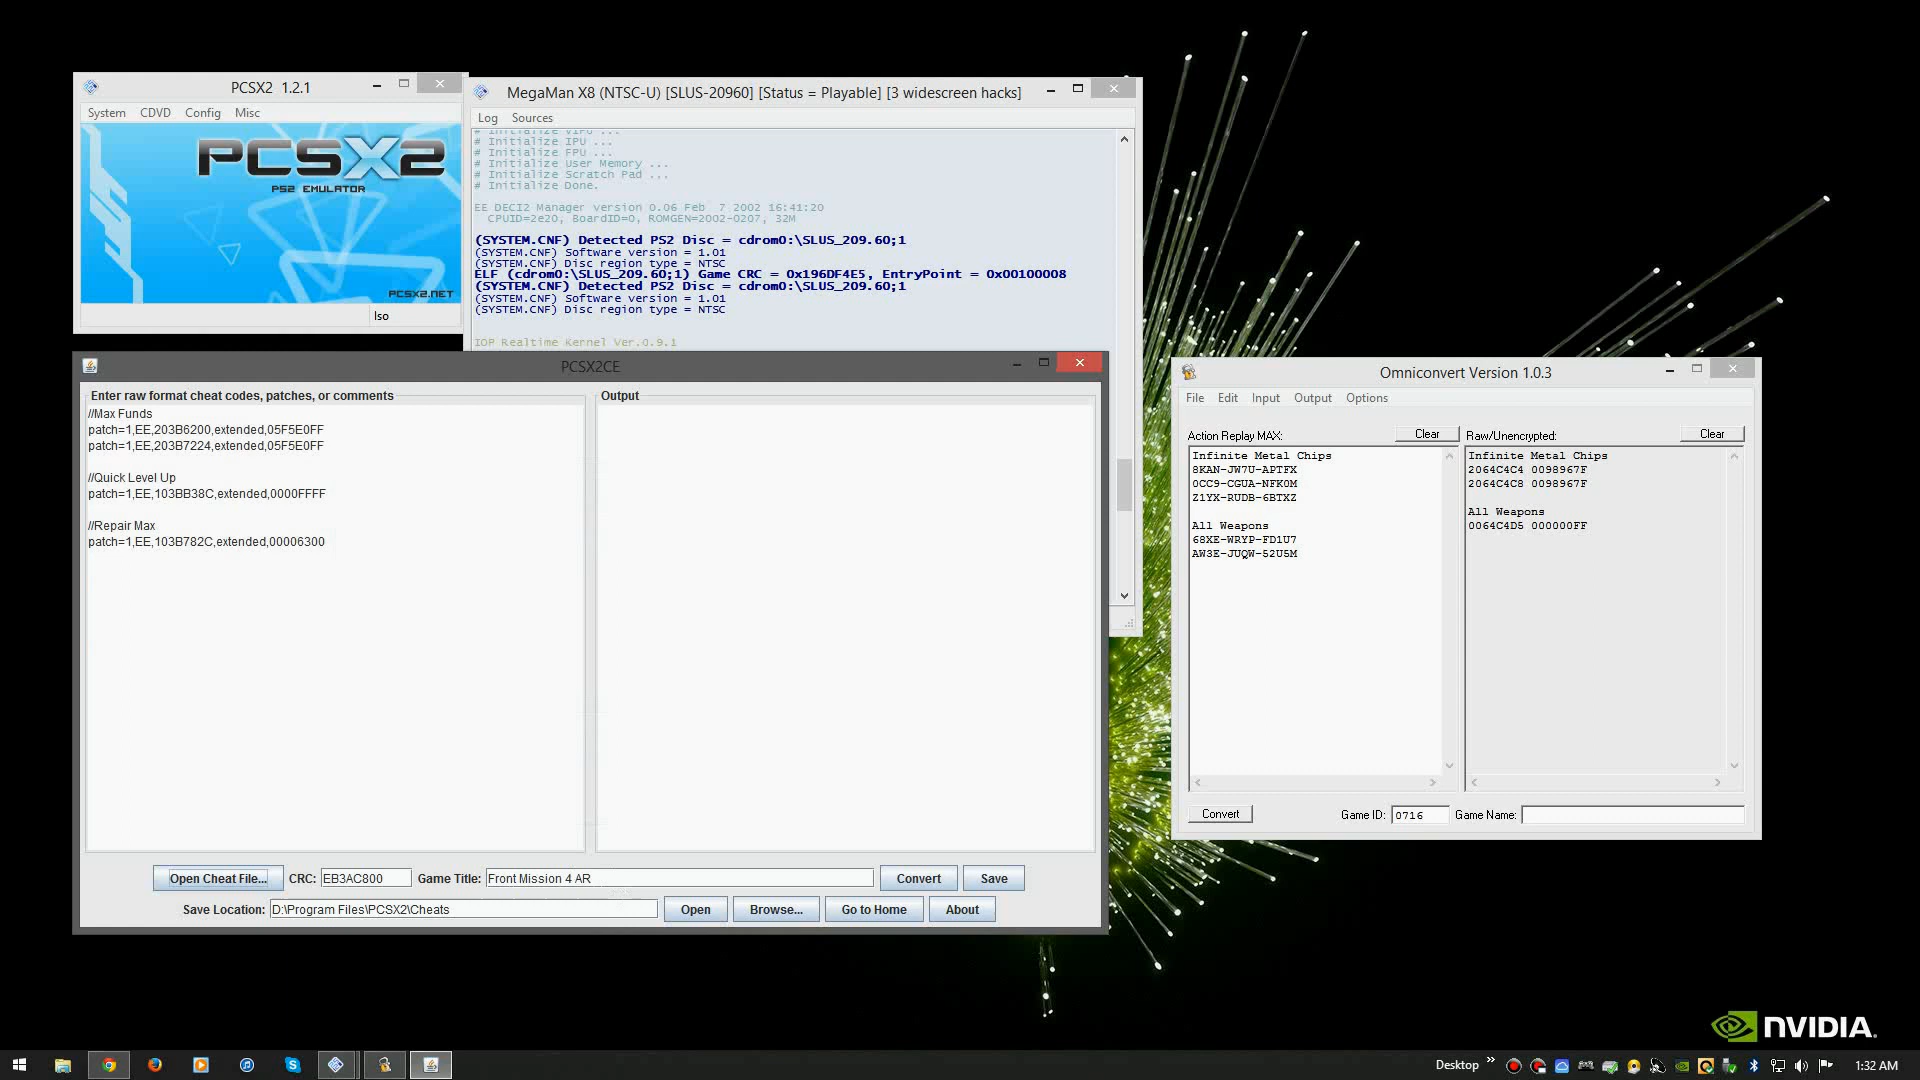 PCSX2 1.2.1
System CDVD Config Misc
PCSX2
PS2 EMULATOR
PCSX2.NET
Iso
MegaMan X8 (NTSC-U) [SLUS-20960] [Status = Playable] [3 widescreen hacks]
Log Sources
# Initialize IPU ...
# Initialize FPU ...
# Initialize User Memory ...
# Initialize Scratch Pad ...
# Initialize Done.
EE DECI2 Manager version 0.06 Feb  7 2002 16:41:20
CPUID=2e20, BoardID=0, ROMGEN=2002-0207, 32M
(SYSTEM.CNF) Detected PS2 Disc = cdrom0:\SLUS_209.60;1
(SYSTEM.CNF) Software version = 1.01
(SYSTEM.CNF) Disc region type = NTSC
ELF (cdrom0:\SLUS_209.60;1) Game CRC = 0x196DF4E5, EntryPoint = 0x00100008
(SYSTEM.CNF) Detected PS2 Disc = cdrom0:\SLUS_209.60;1
(SYSTEM.CNF) Software version = 1.01
(SYSTEM.CNF) Disc region type = NTSC
IOP Realtime Kernel Ver.0.9.1
PCSX2CE
Enter raw format cheat codes, patches, or comments
//Max Funds
patch=1,EE,203B6200,extended,05F5E0FF
patch=1,EE,203B7224,extended,05F5E0FF
//Quick Level Up
patch=1,EE,103BB38C,extended,0000FFFF
//Repair Max
patch=1,EE,103B782C,extended,00006300
Output
Open Cheat File... CRC: EB3AC800 Game Title: Front Mission 4 AR Convert Save
Save Location: D:\Program Files\PCSX2\Cheats Open Browse... Go to Home About
Omniconvert Version 1.0.3
File Edit Input Output Options
Action Replay MAX: Clear
Infinite Metal Chips
8KAN-JW7U-APTFX
0CC9-CGUA-NFK0M
Z1YX-RUDB-6BTXZ
All Weapons
68XE-WRYP-FD1U7
AW3E-JUQW-52U5M
Raw/Unencrypted: Clear
Infinite Metal Chips
2064C4C4 0098967F
2064C4C8 0098967F
All Weapons
0064C4D5 000000FF
Convert Game ID: 0716 Game Name:
NVIDIA.
Desktop 1:32 AM